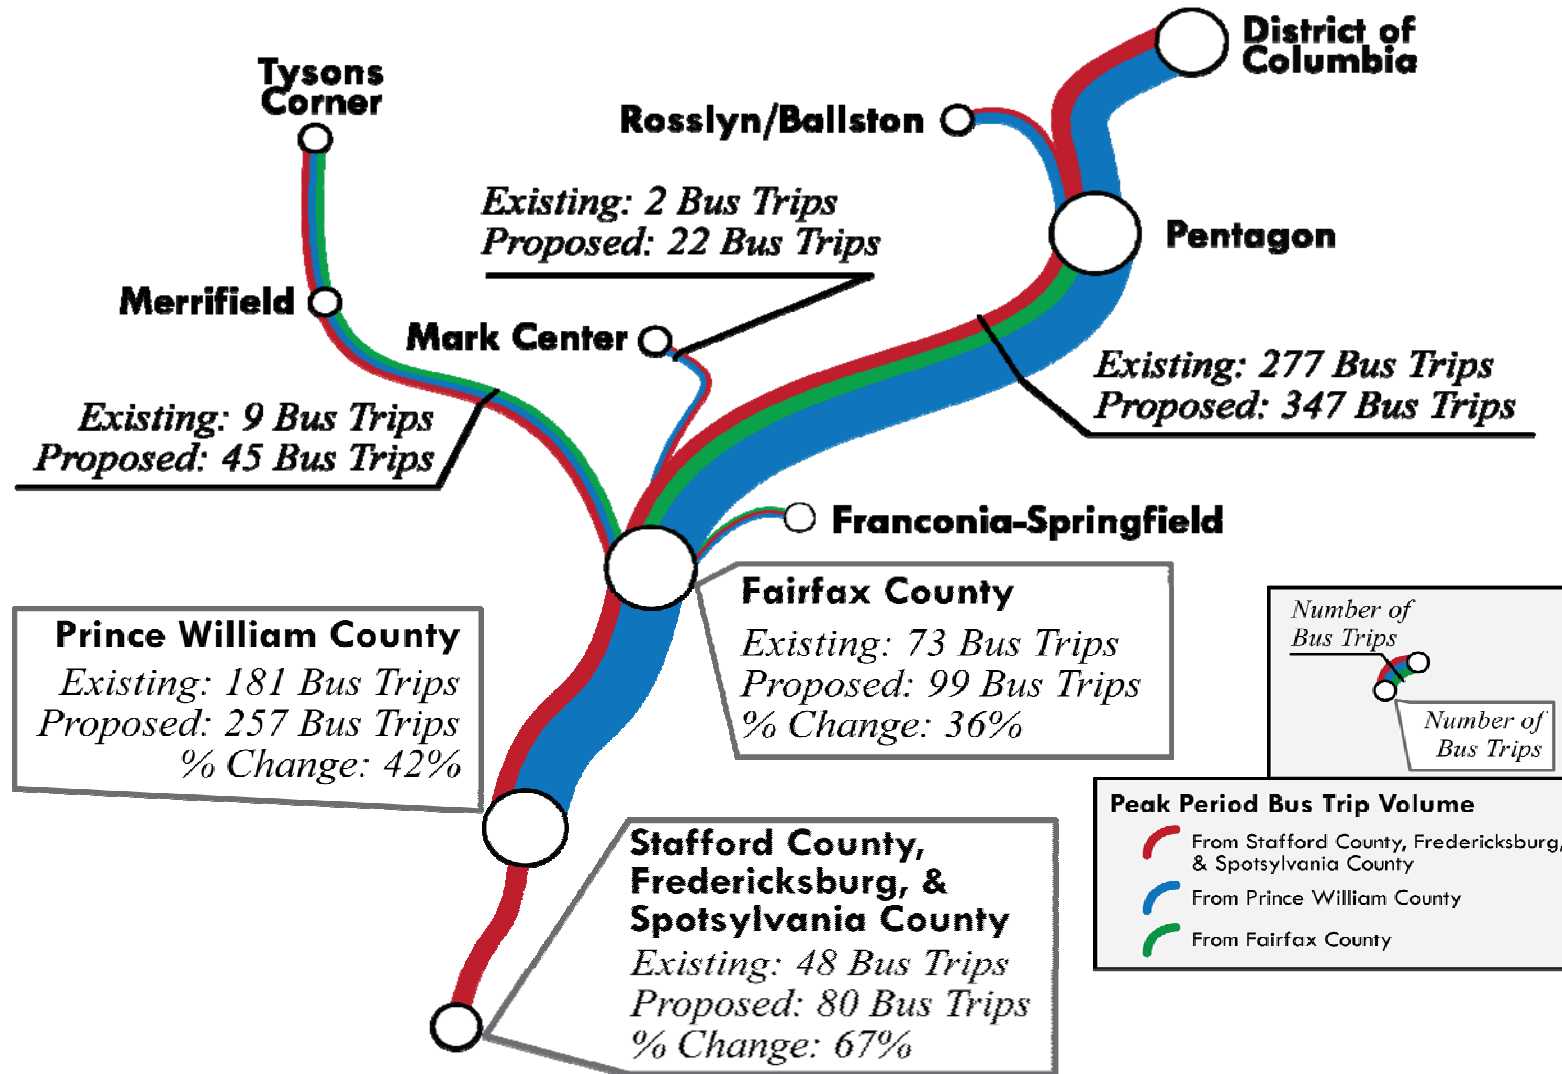 District of
Columbia
Tysons
Corner
Rosslyn/Ballston
Existing: 2 Bus Trips
Proposed: 22 Bus Trips
Pentagon
Merrifield
Mark Center
Existing: 277 Bus Trips
Proposed: 347 Bus Trips
Existing: 9 Bus Trips
Proposed: 45 Bus Trips
Franconia-Springfield
Fairfax County
Existing: 73 Bus Trips
Proposed: 99 Bus Trips
% Change: 36%
Prince William County
Existing: 181 Bus Trips
Proposed: 257 Bus Trips
% Change: 42%
Number of
Bus Trips
Number of
Bus Trips
Stafford County,
Fredericksburg, &
Spotsylvania County
Existing: 48 Bus Trips
Proposed: 80 Bus Trips
% Change: 67%
Peak Period Bus Trip Volume
From Stafford County, Fredericksburg,
& Spotsylvania County
From Prince William County
From Fairfax County